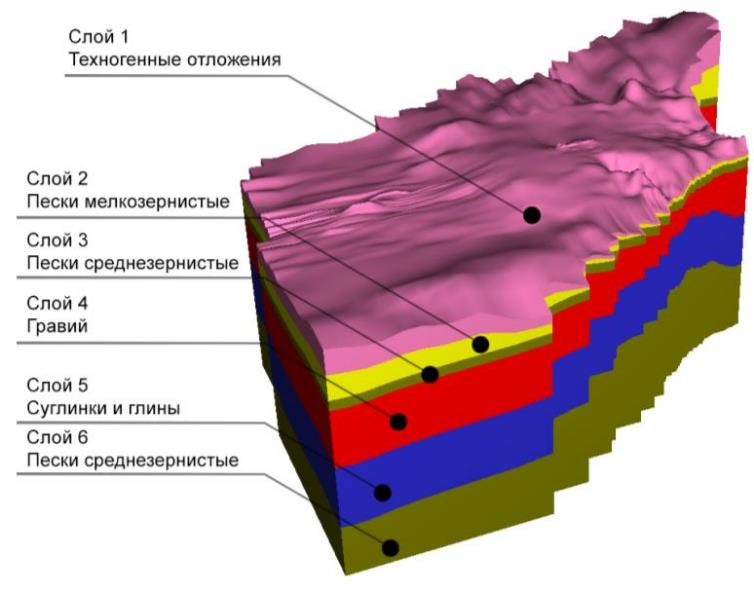 Слой 1
Техногенные отложения
Слой 2
Пески мелкозернистые
Слой 3
Пески среднезернистые
Слой 4
Гравий
Слой 5
Суглинки и глины
Слой 6
Пески среднезернистые